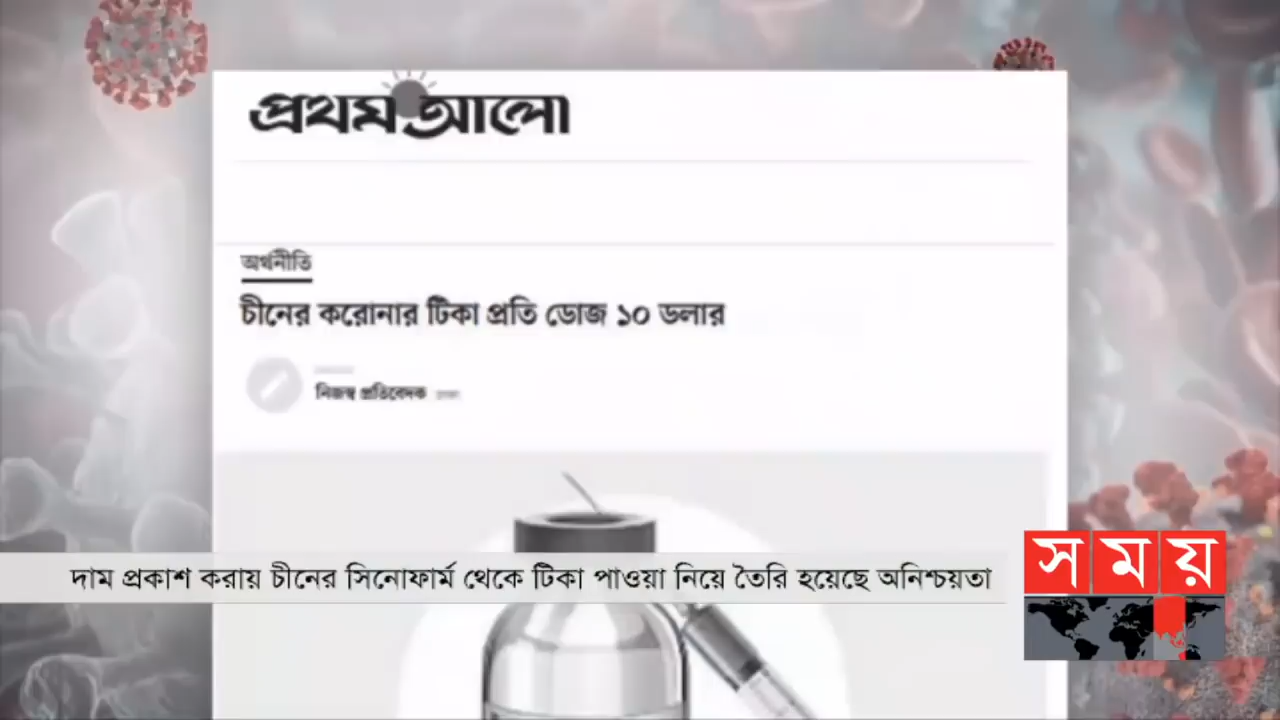 প্রথম আলো
অর্থনীতি
চীনের করোনার টিকা প্রতি ডোজ ১০ ডলার
নিজস্ব প্রতিবেদক
দাম প্রকাশ করায় চীনের সিনোফার্ম থেকে টিকা পাওয়া নিয়ে তৈরি হয়েছে অনিশ্চয়তা
সময়